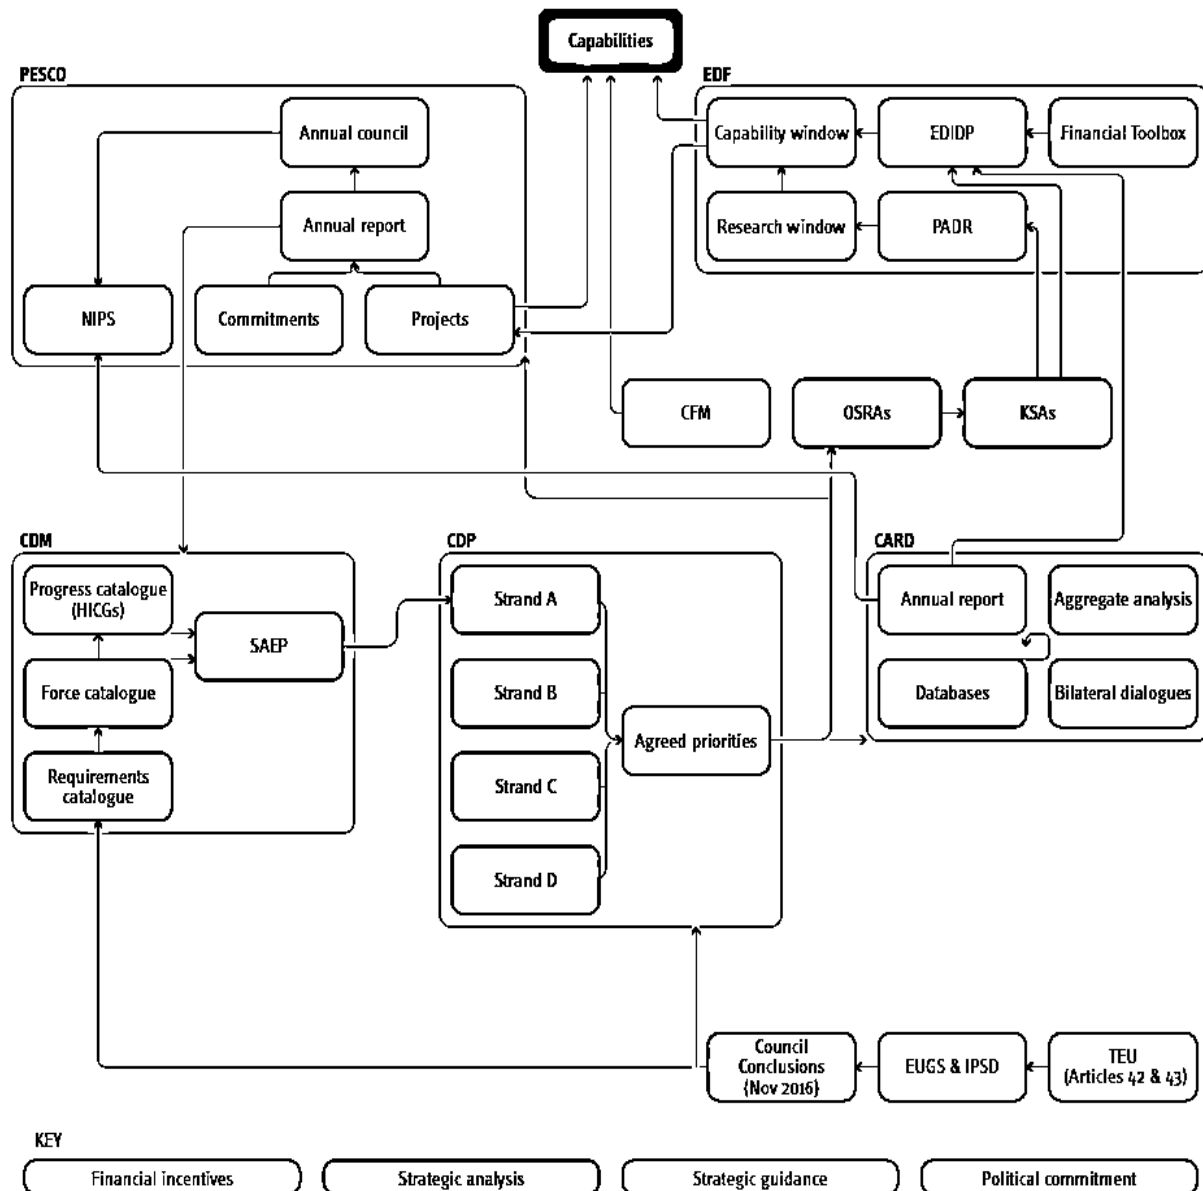 Capabilities
PESCO
Annual council
Annual report
NIPS
Commitments
Projects
EDF
Capability window
EDIDP
Financial Toolbox
Research window
PADR
CFM
OSRAs
KSAs
CDM
Progress catalogue
(HICGs)
SAEP
Force catalogue
Requirements
catalogue
CDP
Strand A
Strand B
Strand C
Strand D
Agreed priorities
CARD
Annual report
Aggregate analysis
Databases
Bilateral dialogues
Council
Conclusions
(Nov 2016)
EUGS & IPSD
TEU
(Articles 42 & 43)
KEY
Financial incentives
Strategic analysis
Strategic guidance
Political commitment